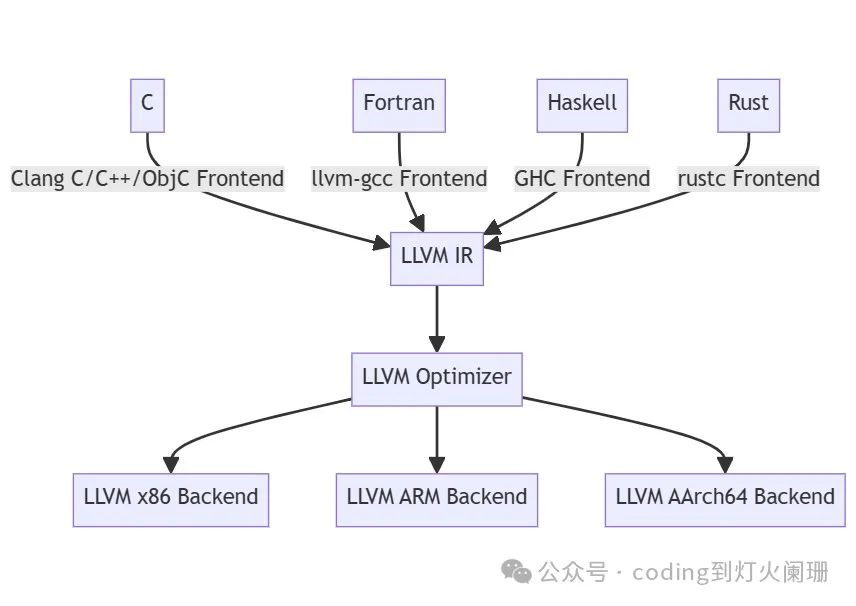 C
Fortran
Haskell
Rust
Clang C/C++/ObjC Frontend
llvm-gcc Frontend
GHC Frontend
rustc Frontend
LLVM IR
LLVM Optimizer
LLVM x86 Backend
LLVM ARM Backend
LLVM AArch64 Backend
公众号 · coding到灯火阑珊